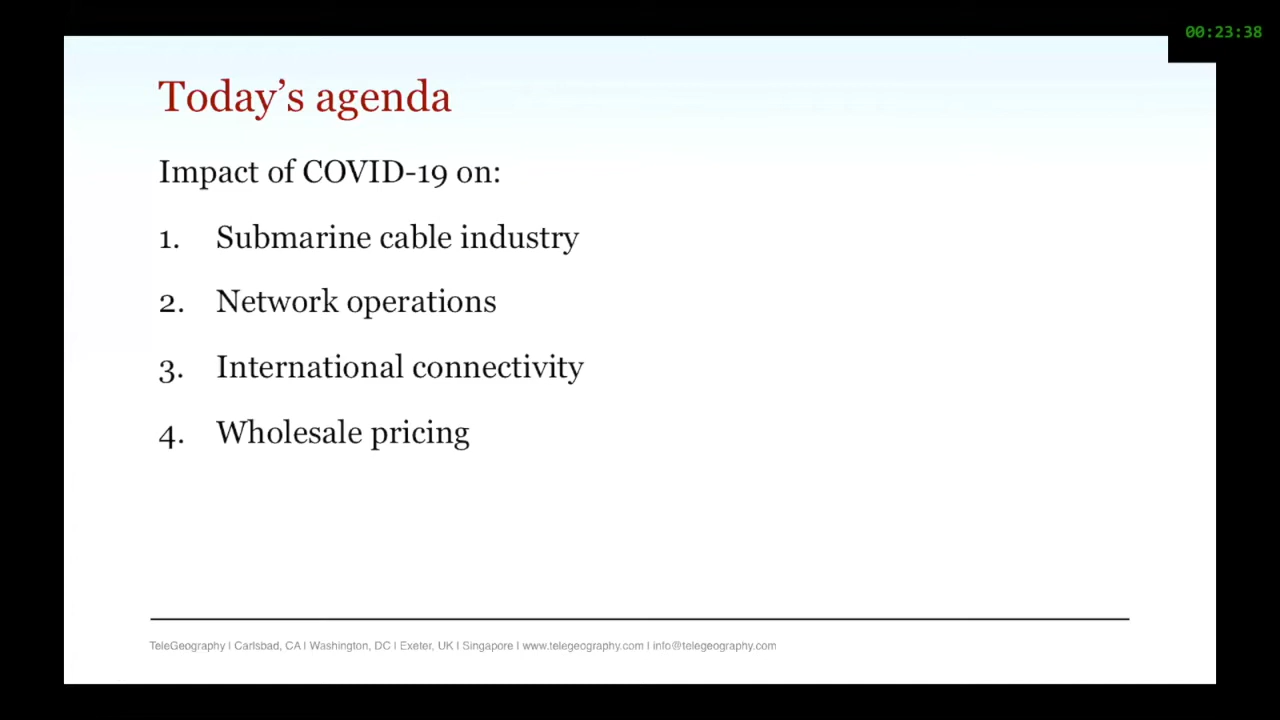 00:23:38
Today's agenda
Impact of COVID-19 on:
1. Submarine cable industry
2. Network operations
3. International connectivity
4. Wholesale pricing
TeleGeography | Carlsbad, CA | Washington, DC | Exeter, UK | Singapore | www.telegeography.com | info@telegeography.com